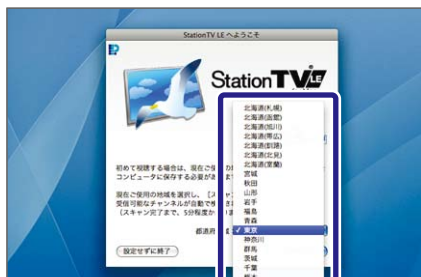 StationTV LE へようこそ
StationTV LE
北海道(札幌)
北海道(函館)
北海道(旭川)
北海道(帯広)
北海道(釧路)
北海道(北見)
北海道(室蘭)
宮城
秋田
山形
岩手
福島
青森
✓ 東京
神奈川
群馬
茨城
千葉
栃木
初めて視聴する場合は、現在ご使
コンピュータに保存する必要があ
現在ご使用の地域を選択し、[ス
受信可能なチャンネルが自動で
(スキャン完了まで、5分程度か
都道府
設定せずに終了